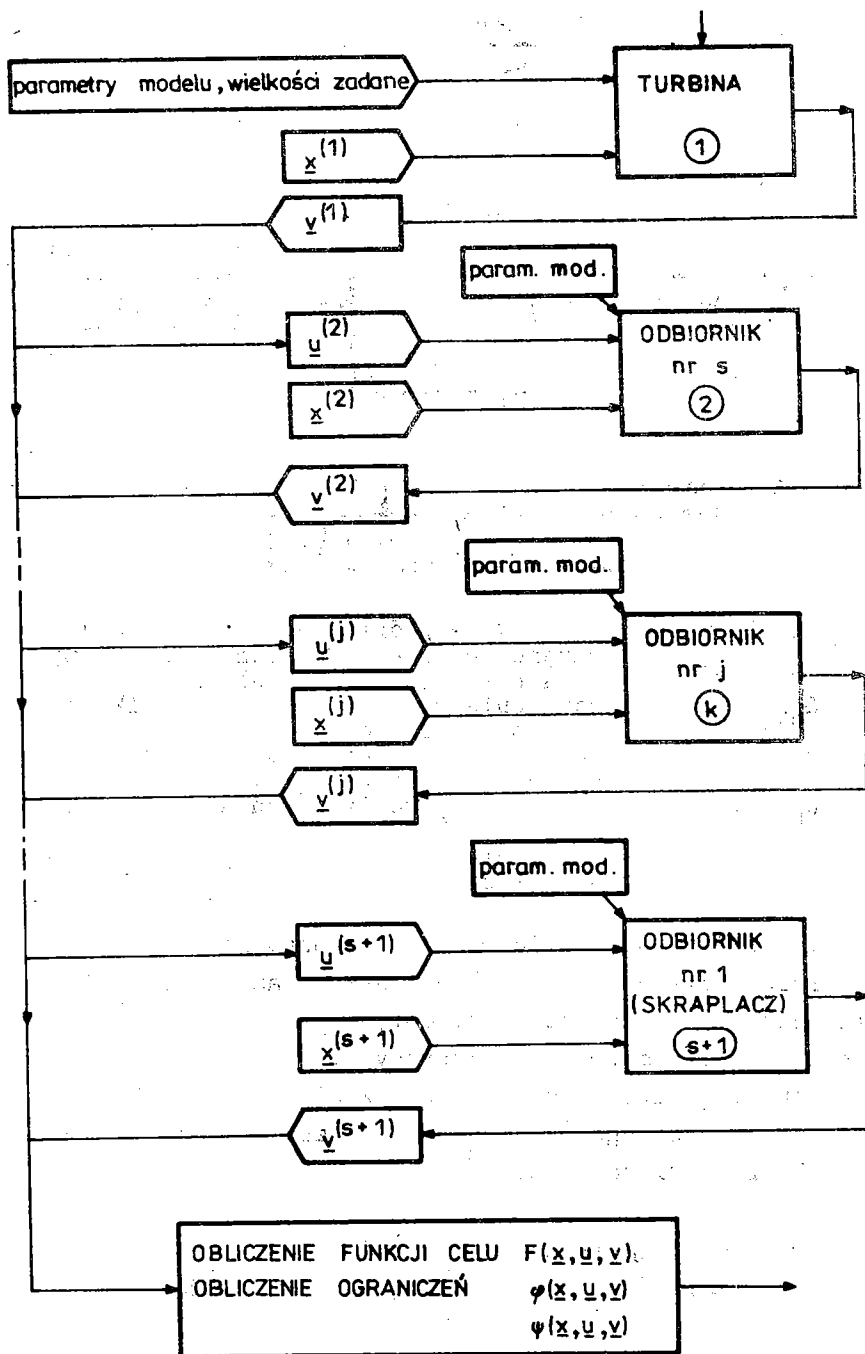 parametry modelu, wielkości zadane
TURBINA
1
x^(1)
v^(1)
param. mod.
u^(2)
ODBIORNIK
nr s
2
x^(2)
v^(2)
param. mod.
u^(j)
ODBIORNIK
nr j
k
x^(j)
v^(j)
param. mod.
u^(s+1)
ODBIORNIK
nr 1
(SKRAPLACZ)
s+1
x^(s+1)
v^(s+1)
OBLICZENIE FUNKCJI CELU F(x,u,v)
OBLICZENIE OGRANICZEŃ φ(x,u,v)
ψ(x,u,v)